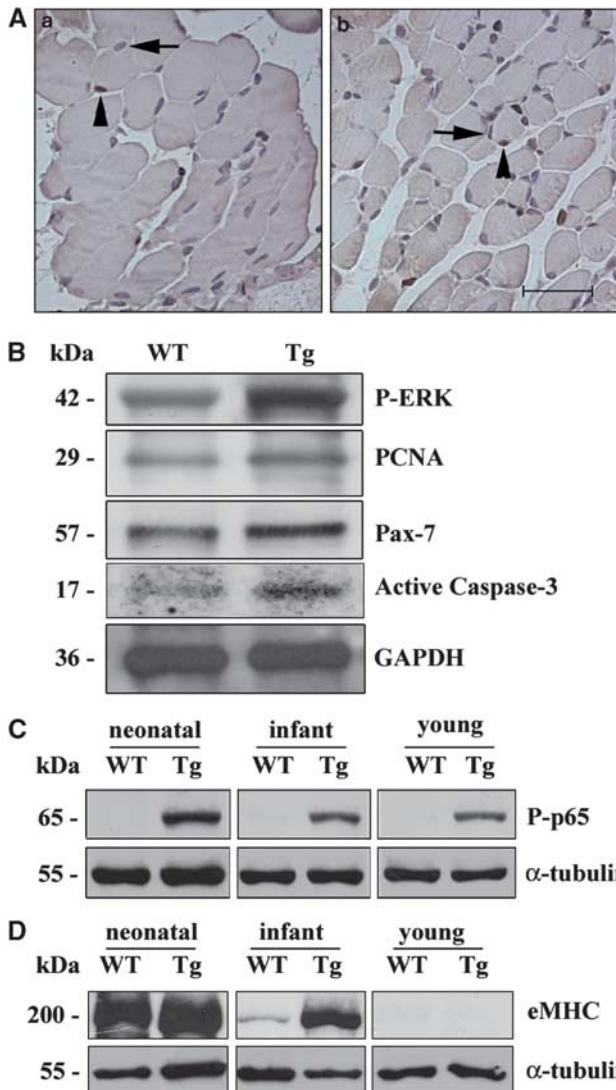 A a b
B kDa WT Tg
42 - P-ERK
29 - PCNA
57 - Pax-7
17 - Active Caspase-3
36 - GAPDH
C neonatal infant young
kDa WT Tg WT Tg WT Tg
65 - P-p65
55 - α-tubulin
D neonatal infant young
kDa WT Tg WT Tg WT Tg
200 - eMHC
55 - α-tubulin